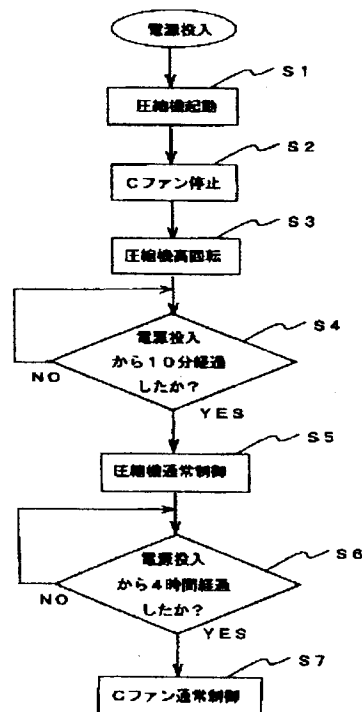 電源投入
S1
圧縮機起動
S2
Cファン停止
S3
圧縮機高回転
S4
電源投入
から10分経過
したか?
NO
YES
S5
圧縮機通常制御
S6
電源投入
から4時間経過
したか?
NO
YES
S7
Cファン通常制御